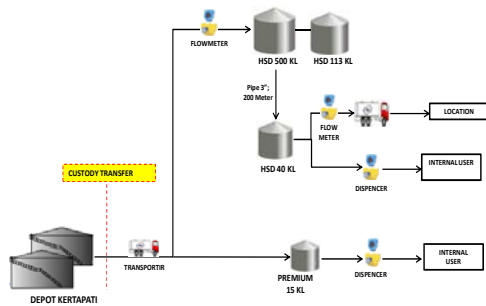 FLOWMETER
HSD 500 KL
HSD 113 KL
Pipe 3";
200 Meter
FLOW
METER
LOCATION
HSD 40 KL
DISPENCER
INTERNAL USER
CUSTODY TRANSFER
TRANSPORTIR
DEPOT KERTAPATI
PREMIUM
15 KL
DISPENCER
INTERNAL
USER